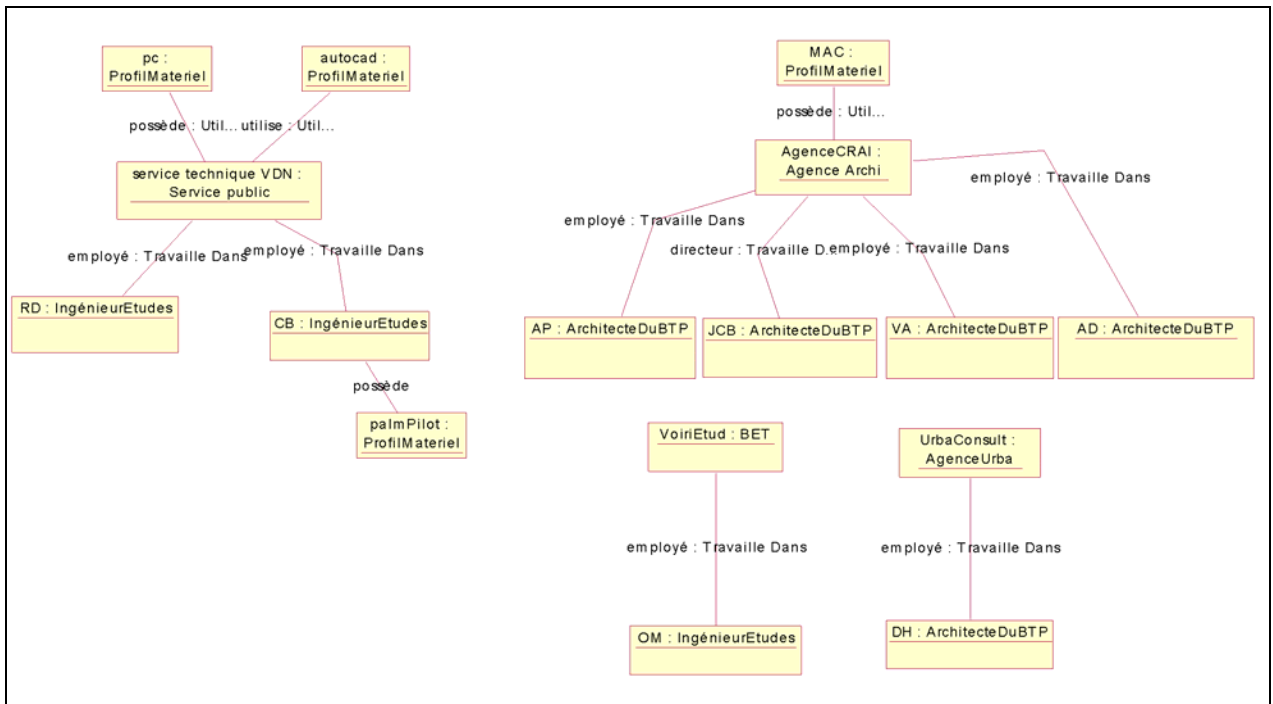 pc :
ProfilMateriel
autocad :
ProfilMateriel
possède : Util...
utilise : Util...
service technique VDN :
Service public
employé : Travaille Dans
employé : Travaille Dans
RD : IngénieurEtudes
CB : IngénieurEtudes
possède
palmPilot :
ProfilMateriel
MAC :
ProfilMateriel
possède : Util...
AgenceCRAI :
Agence Archi
employé : Travaille Dans
employé : Travaille Dans
directeur : Travaille D...
employé : Travaille Dans
AP : ArchitecteDuBTP
JCB : ArchitecteDuBTP
VA : ArchitecteDuBTP
AD : ArchitecteDuBTP
VoiriEtud : BET
employé : Travaille Dans
OM : IngénieurEtudes
UrbaConsult :
AgenceUrba
employé : Travaille Dans
DH : ArchitecteDuBTP